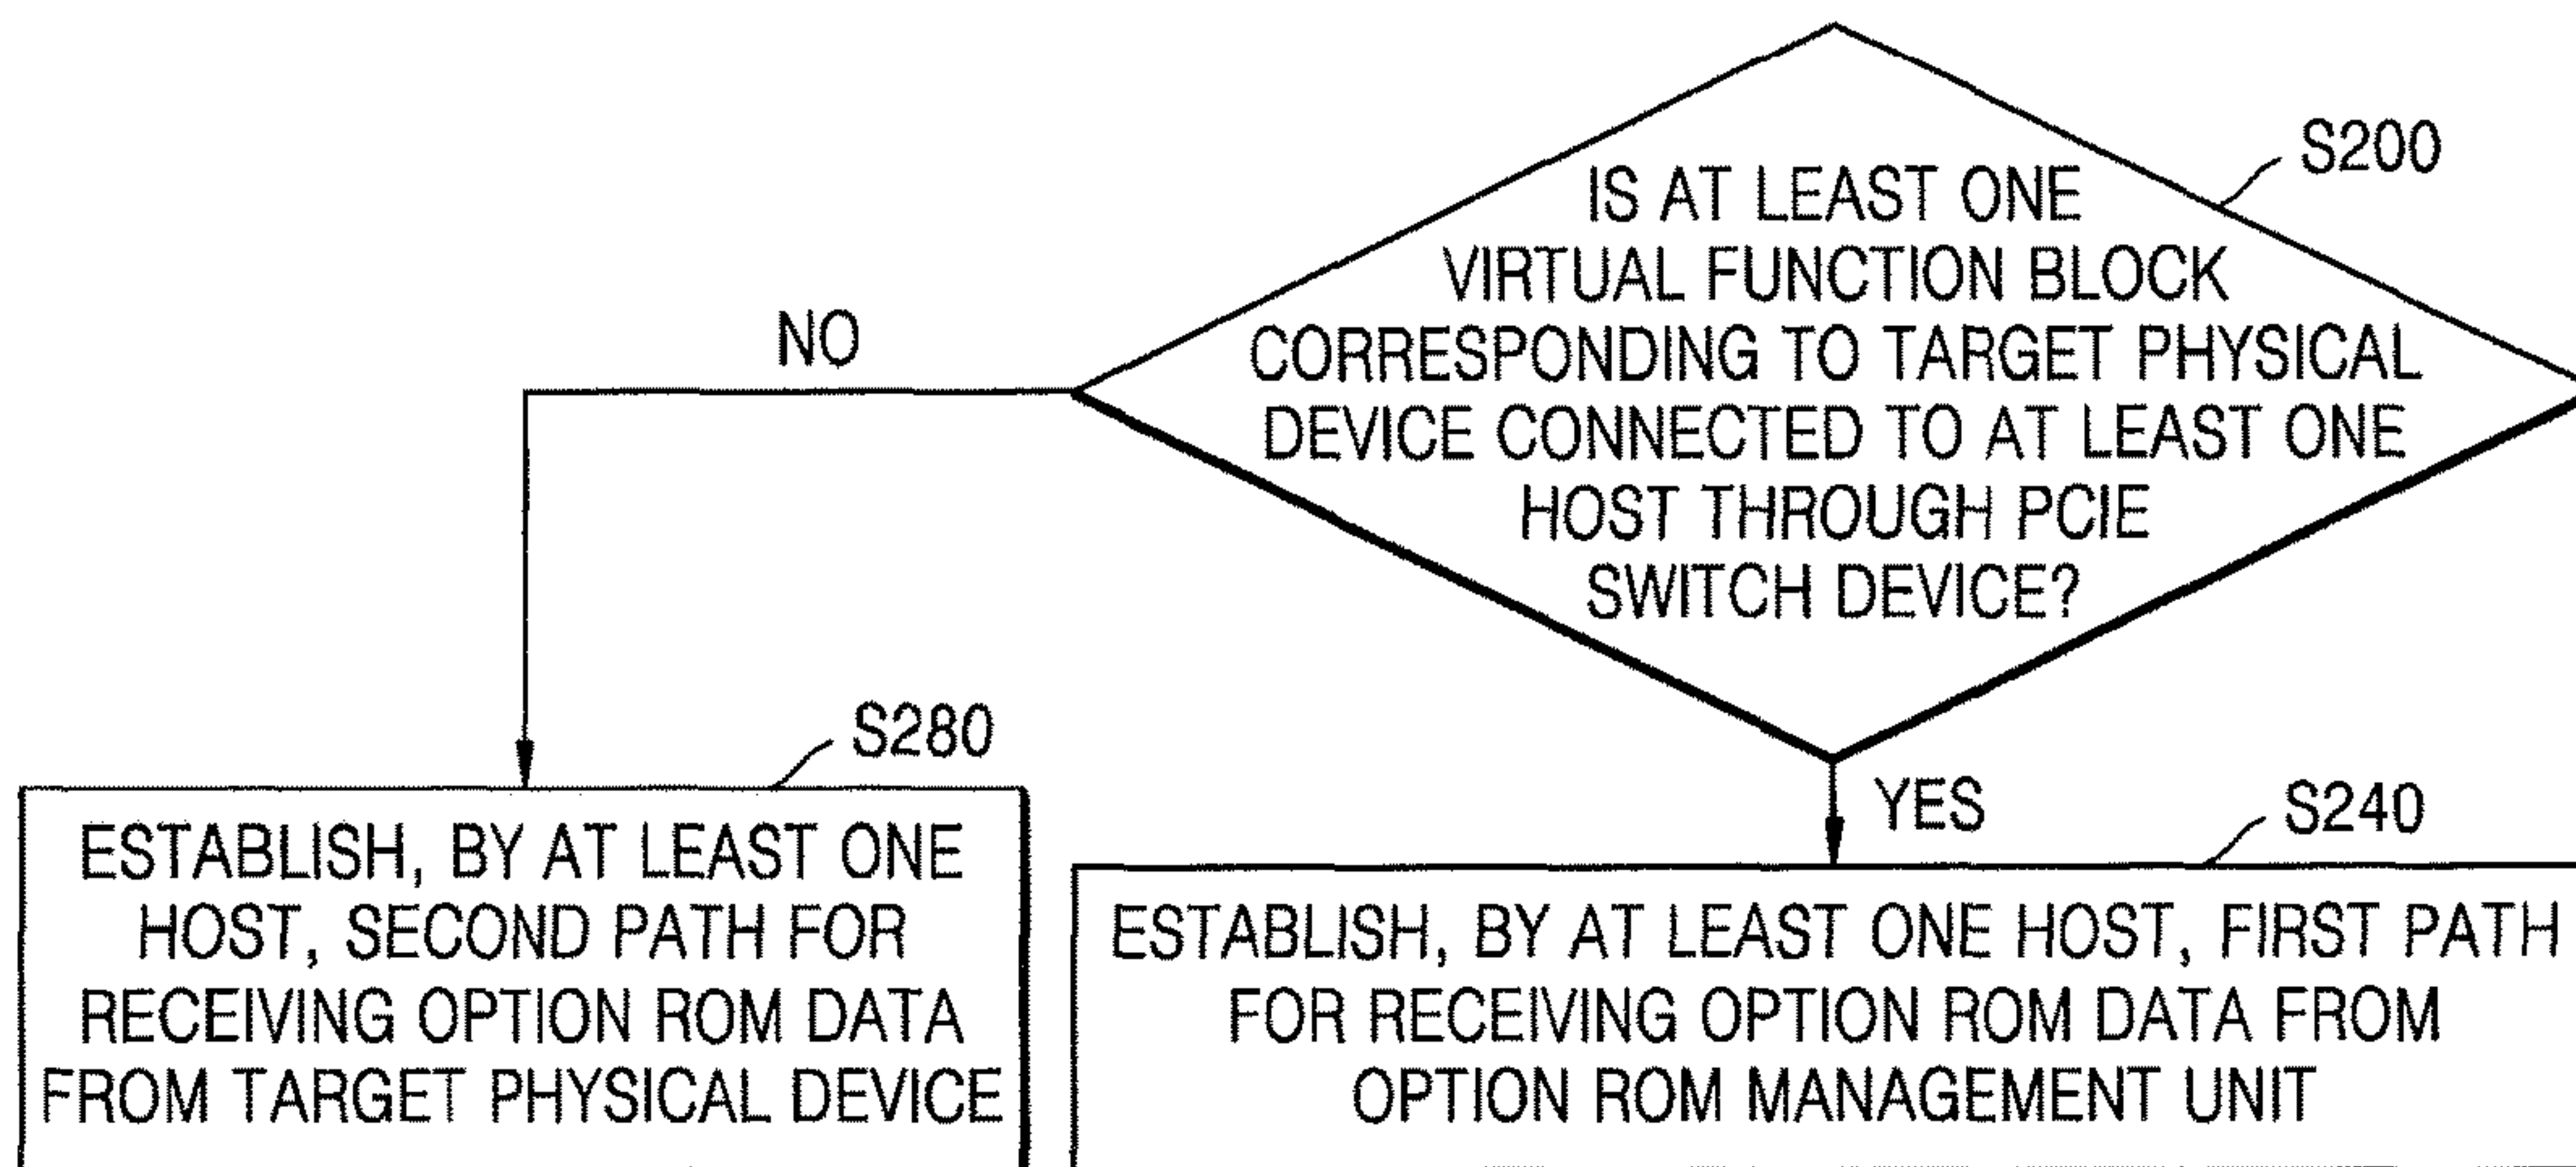 S200
IS AT LEAST ONE
VIRTUAL FUNCTION BLOCK
CORRESPONDING TO TARGET PHYSICAL
DEVICE CONNECTED TO AT LEAST ONE
HOST THROUGH PCIE
SWITCH DEVICE?
NO
YES
S280
ESTABLISH, BY AT LEAST ONE
HOST, SECOND PATH FOR
RECEIVING OPTION ROM DATA
FROM TARGET PHYSICAL DEVICE
S240
ESTABLISH, BY AT LEAST ONE HOST, FIRST PATH
FOR RECEIVING OPTION ROM DATA FROM
OPTION ROM MANAGEMENT UNIT